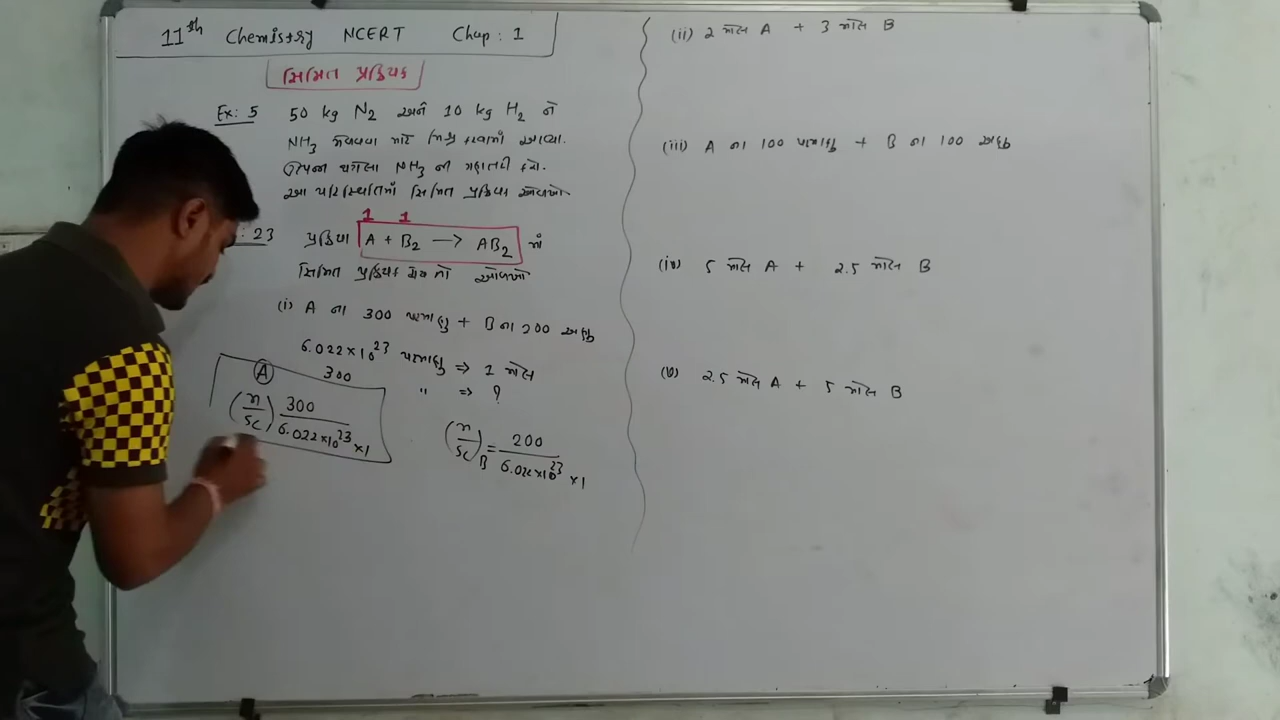 11th Chemistry NCERT Chap : 1
સિમિત પ્રક્રિયક
Ex: 5 50 kg N2 અને 10 kg H2 ને
NH3 મેળવવા માટે મિશ્ર કરવામાં આવ્યા.
ઉત્પન્ન થયેલા NH3 ની ગણતરી કરો.
આ પરિસ્થિતિમાં સિમિત પ્રક્રિયક ઓળખો.
1 1
: 23 પ્રક્રિયા A + B2 → AB2 માં
સિમિત પ્રક્રિયક હોય તો ઓળખો
(i) A ના 300 પરમાણુ + B ના 200 અણુ
6.022×10^23 પરમાણુ ⇒ 1 મોલ
300 " ⇒ ?
A
(n/sc) 300/6.022×10^23 ×1
(n/sc)B = 200/6.022×10^23 ×1
(ii) 2 મોલ A + 3 મોલ B
(iii) A ના 100 પરમાણુ + B ના 100 અણુ
(iv) 5 મોલ A + 2.5 મોલ B
(v) 2.5 મોલ A + 5 મોલ B